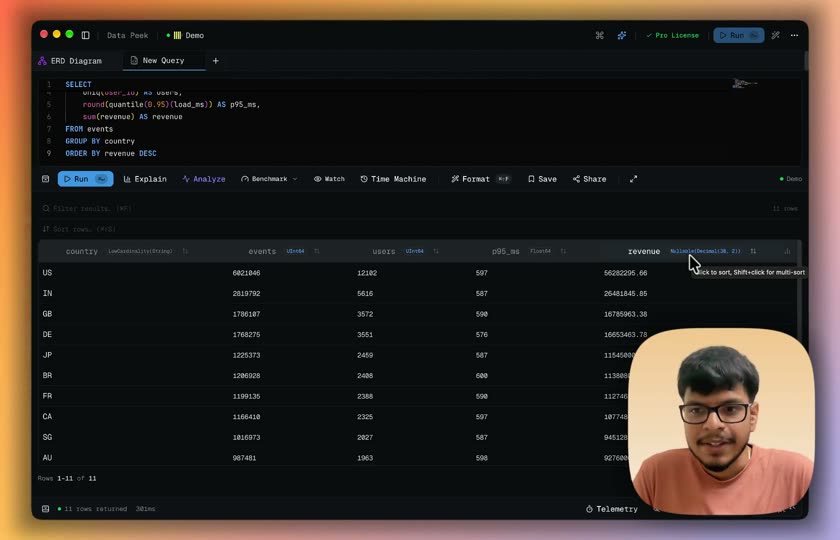 Data Peek
Demo
Pro License
Run
ERD Diagram
New Query
+
1 SELECT
4 uniq(user_id) AS users,
5 round(quantile(0.95)(load_ms)) AS p95_ms,
6 sum(revenue) AS revenue
7 FROM events
8 GROUP BY country
9 ORDER BY revenue DESC
Run Explain Analyze Benchmark Watch Time Machine Format ⌘⇧F Save Share Demo
Filter results. (⌘F) 11 rows
Sort rows.
country LowCardinality(String) events UInt64 users UInt64 p95_ms Float64 revenue Nullable(Decimal(38, 2))
Click to sort, Shift+click for multi-sort
US 6021046 12102 597 56282295.66
IN 2819792 5616 587 26481845.85
GB 1786107 3572 590 16785963.38
DE 1768275 3551 576 16653463.78
JP 1225373 2459 587
BR 1206928 2408 600
FR 1199135 2388 590
CA 1166410 2325 597
SG 1016973 2027 587
AU 987481 1963 598
Rows 1-11 of 11
11 rows returned 301ms
Telemetry